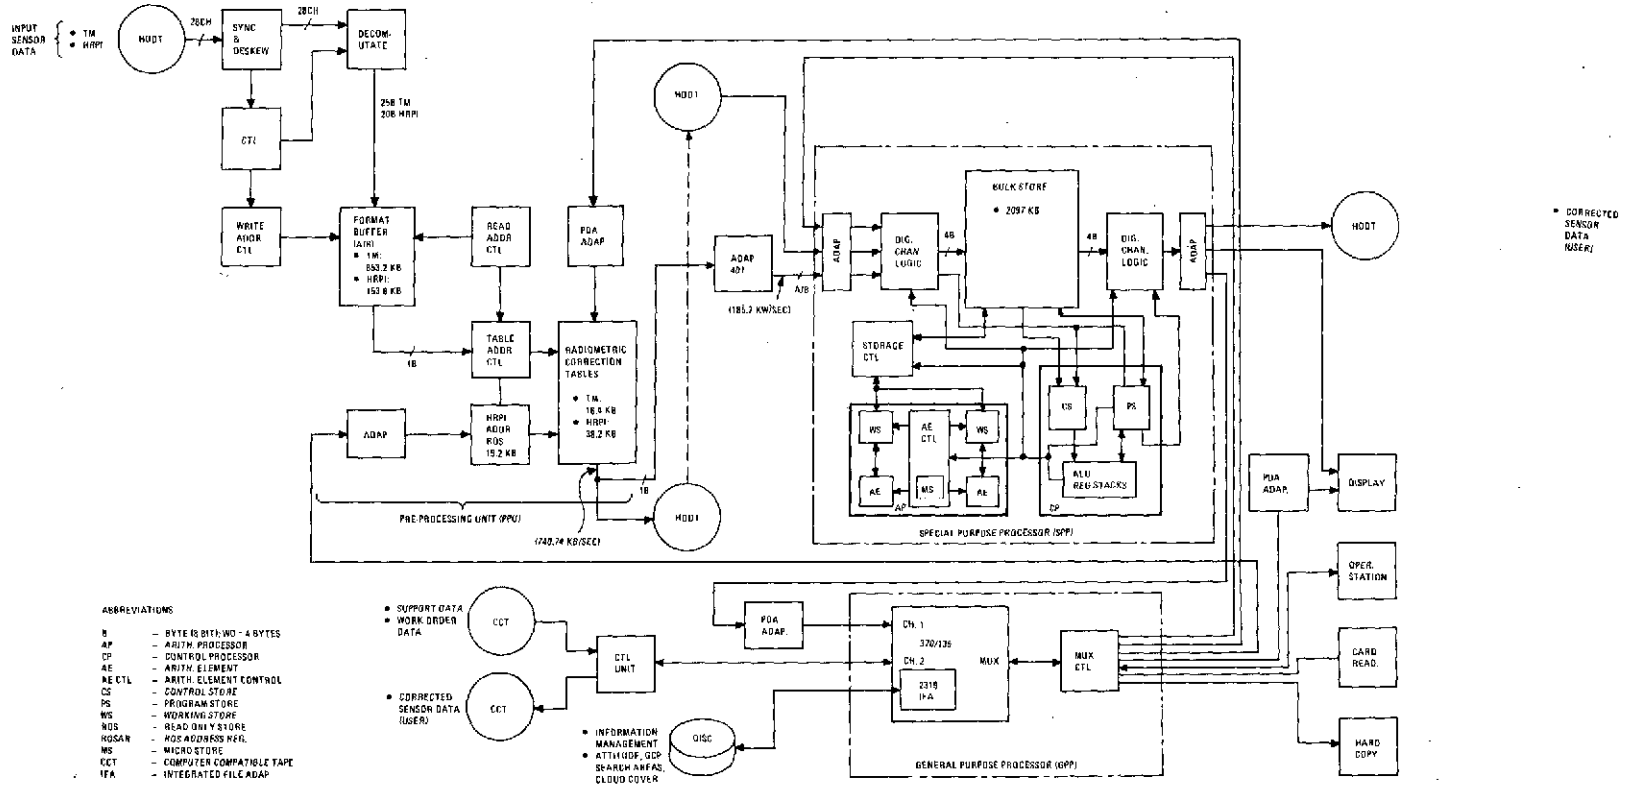 INPUT
SENSOR
DATA
• TM
• HRPI
HDDT
28CH
SYNC
&
DESKEW
28CH
DECOM-
UTATE
CTL
25B TM
20B HRPI
WRITE
ADDR
CTL
FORMAT
BUFFER
(A/B)
• TM:
653.2 KB
• HRPI:
153.6 KB
READ
ADDR
CTL
PDA
ADAP
1B
TABLE
ADDR
CTL
RADIOMETRIC
CORRECTION
TABLES
• TM:
16.4 KB
• HRPI:
38.2 KB
ADAP
HRPI
ADDR
ROS
19.2 KB
1B
PRE-PROCESSING UNIT (PPU)
(740.74 KB/SEC)
HDDT
HDDT
ADAP
4B/1
(185.2 KW/SEC)
A/B
ADAP
DIG.
CHAN
LOGIC
4B
BULK STORE
• 2097 KB
4B
DIG.
CHAN.
LOGIC
ADAP
HDDT
• CORRECTED
SENSOR
DATA
(USER)
STORAGE
CTL
WS
AE
CTL
WS
AE
MS
AE
AP
CS
PS
ALU
REG STACKS
CP
SPECIAL PURPOSE PROCESSOR (SPP)
PDA
ADAP.
DISPLAY
OPER.
STATION
CARD
READ.
HARD
COPY
ABBREVIATIONS
B – BYTE (8 BIT); WD – 4 BYTES
AP – ARITH. PROCESSOR
CP – CONTROL PROCESSOR
AE – ARITH. ELEMENT
AE CTL – ARITH. ELEMENT CONTROL
CS – CONTROL STORE
PS – PROGRAM STORE
WS – WORKING STORE
ROS – READ ONLY STORE
ROSAR – ROS ADDRESS REG.
MS – MICRO STORE
CCT – COMPUTER COMPATIBLE TAPE
IFA – INTEGRATED FILE ADAP
• SUPPORT DATA
• WORK ORDER
DATA
CCT
• CORRECTED
SENSOR DATA
(USER)
CCT
CTL
UNIT
• INFORMATION
MANAGEMENT
• ATTITUDE, GCP
SEARCH AREAS,
CLOUD COVER
DISC
PDA
ADAP.
CH. 1
370/135
CH. 2
MUX
2319
IFA
MUX
CTL
GENERAL PURPOSE PROCESSOR (GPP)